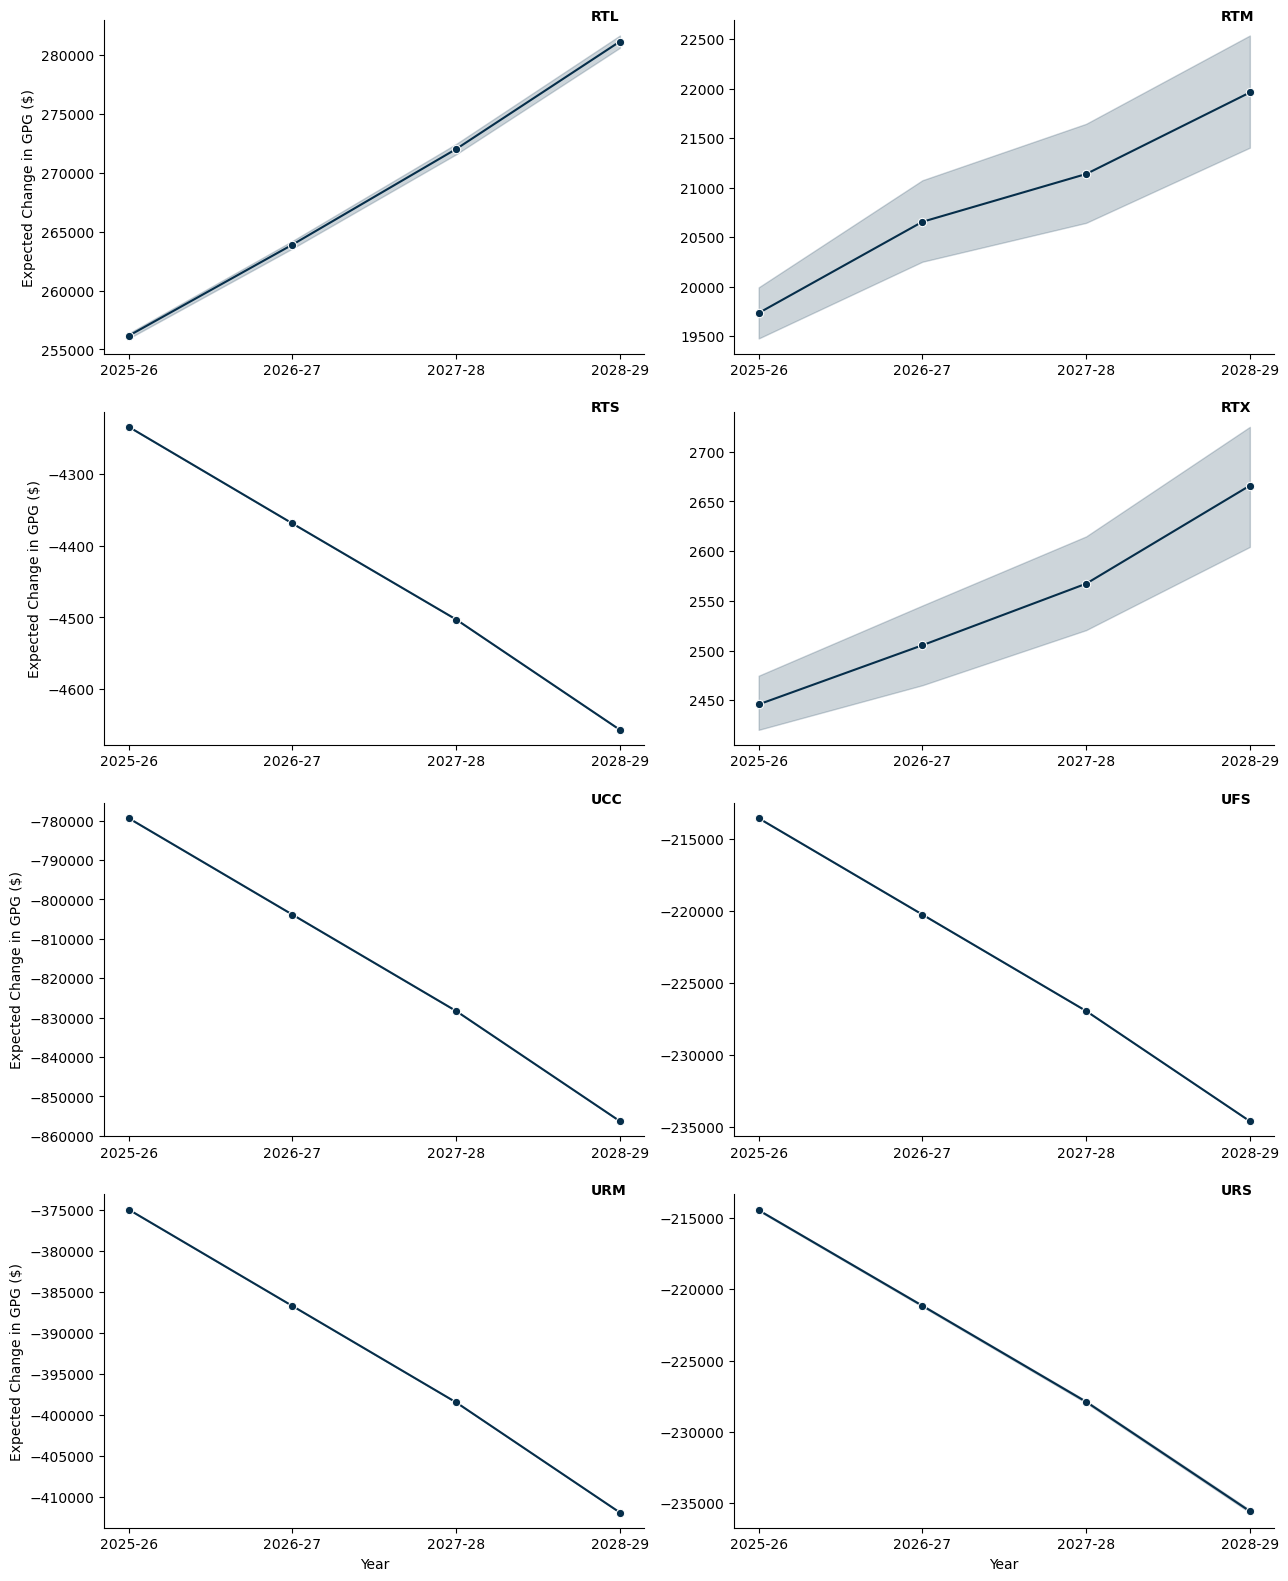 RTL
Expected Change in GPG ($)
280000
275000
270000
265000
260000
255000
2025-26 2026-27 2027-28 2028-29
RTM
22500
22000
21500
21000
20500
20000
19500
2025-26 2026-27 2027-28 2028-29
RTS
Expected Change in GPG ($)
−4300
−4400
−4500
−4600
2025-26 2026-27 2027-28 2028-29
RTX
2700
2650
2600
2550
2500
2450
2025-26 2026-27 2027-28 2028-29
UCC
Expected Change in GPG ($)
−780000
−790000
−800000
−810000
−820000
−830000
−840000
−850000
−860000
2025-26 2026-27 2027-28 2028-29
UFS
−215000
−220000
−225000
−230000
−235000
2025-26 2026-27 2027-28 2028-29
URM
Expected Change in GPG ($)
−375000
−380000
−385000
−390000
−395000
−400000
−405000
−410000
2025-26 2026-27 2027-28 2028-29
Year
URS
−215000
−220000
−225000
−230000
−235000
2025-26 2026-27 2027-28 2028-29
Year